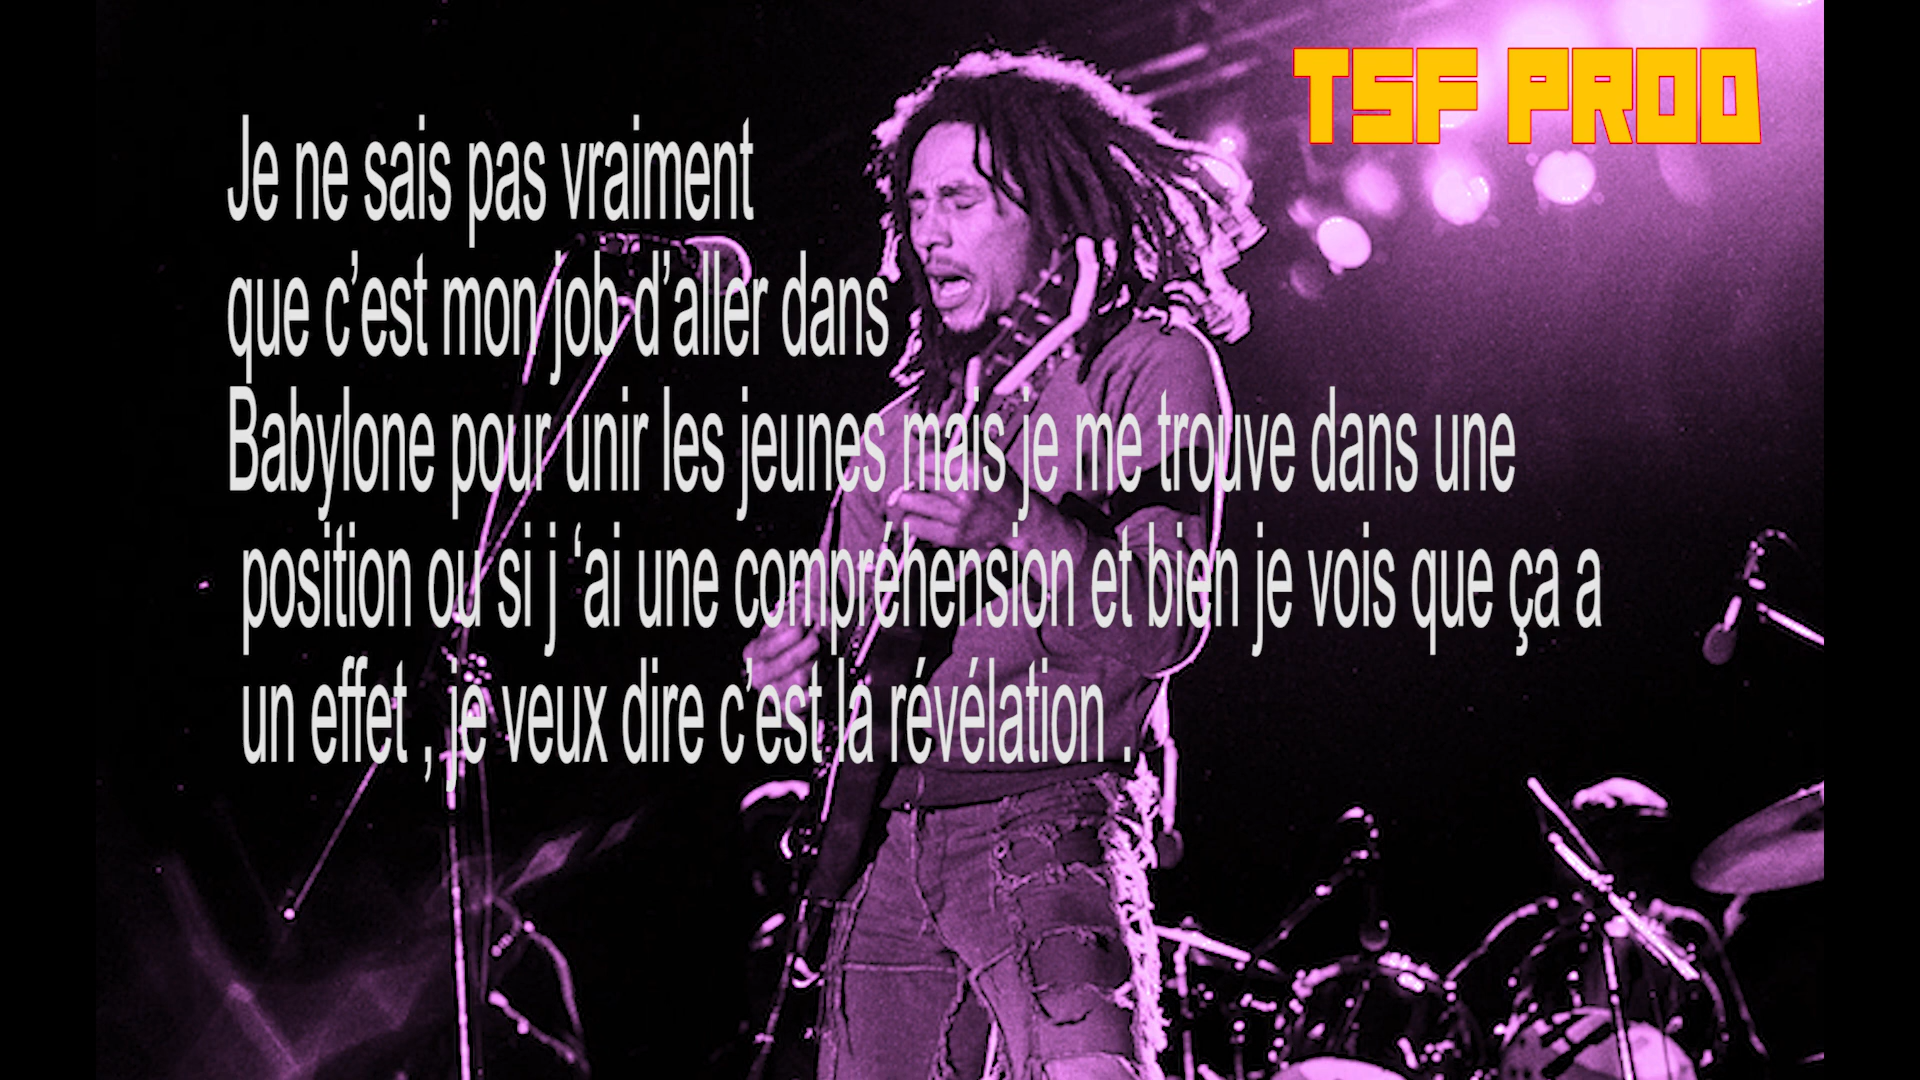 TSF PROD
Je ne sais pas vraiment
que c’est mon job d’aller dans
Babylone pour unir les jeunes mais je me trouve dans une
position ou si j ‘ai une compréhension et bien je vois que ça a
un effet , je veux dire c’est la révélation .